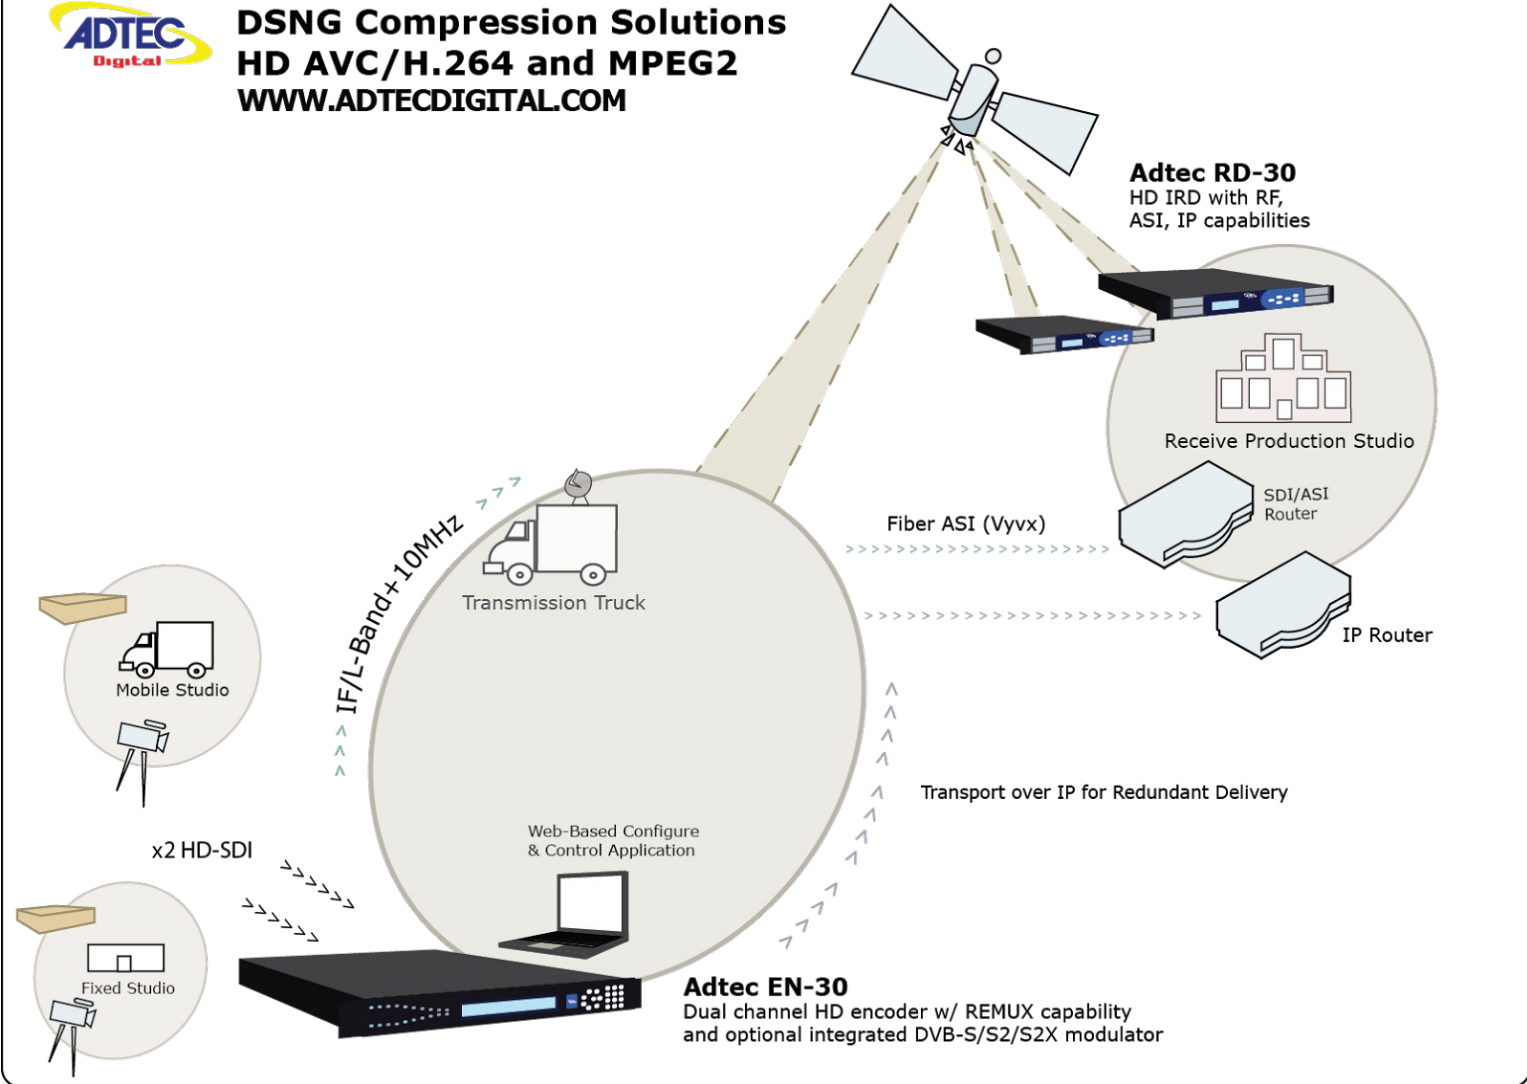 ADTEC
Digital
DSNG Compression Solutions
HD AVC/H.264 and MPEG2
WWW.ADTECDIGITAL.COM
Adtec RD-30
HD IRD with RF,
ASI, IP capabilities
Receive Production Studio
SDI/ASI
Router
Fiber ASI (Vyvx)
IP Router
IF/L-Band+10MHz
Transmission Truck
Mobile Studio
Transport over IP for Redundant Delivery
Web-Based Configure
& Control Application
x2 HD-SDI
Fixed Studio
Adtec EN-30
Dual channel HD encoder w/ REMUX capability
and optional integrated DVB-S/S2/S2X modulator